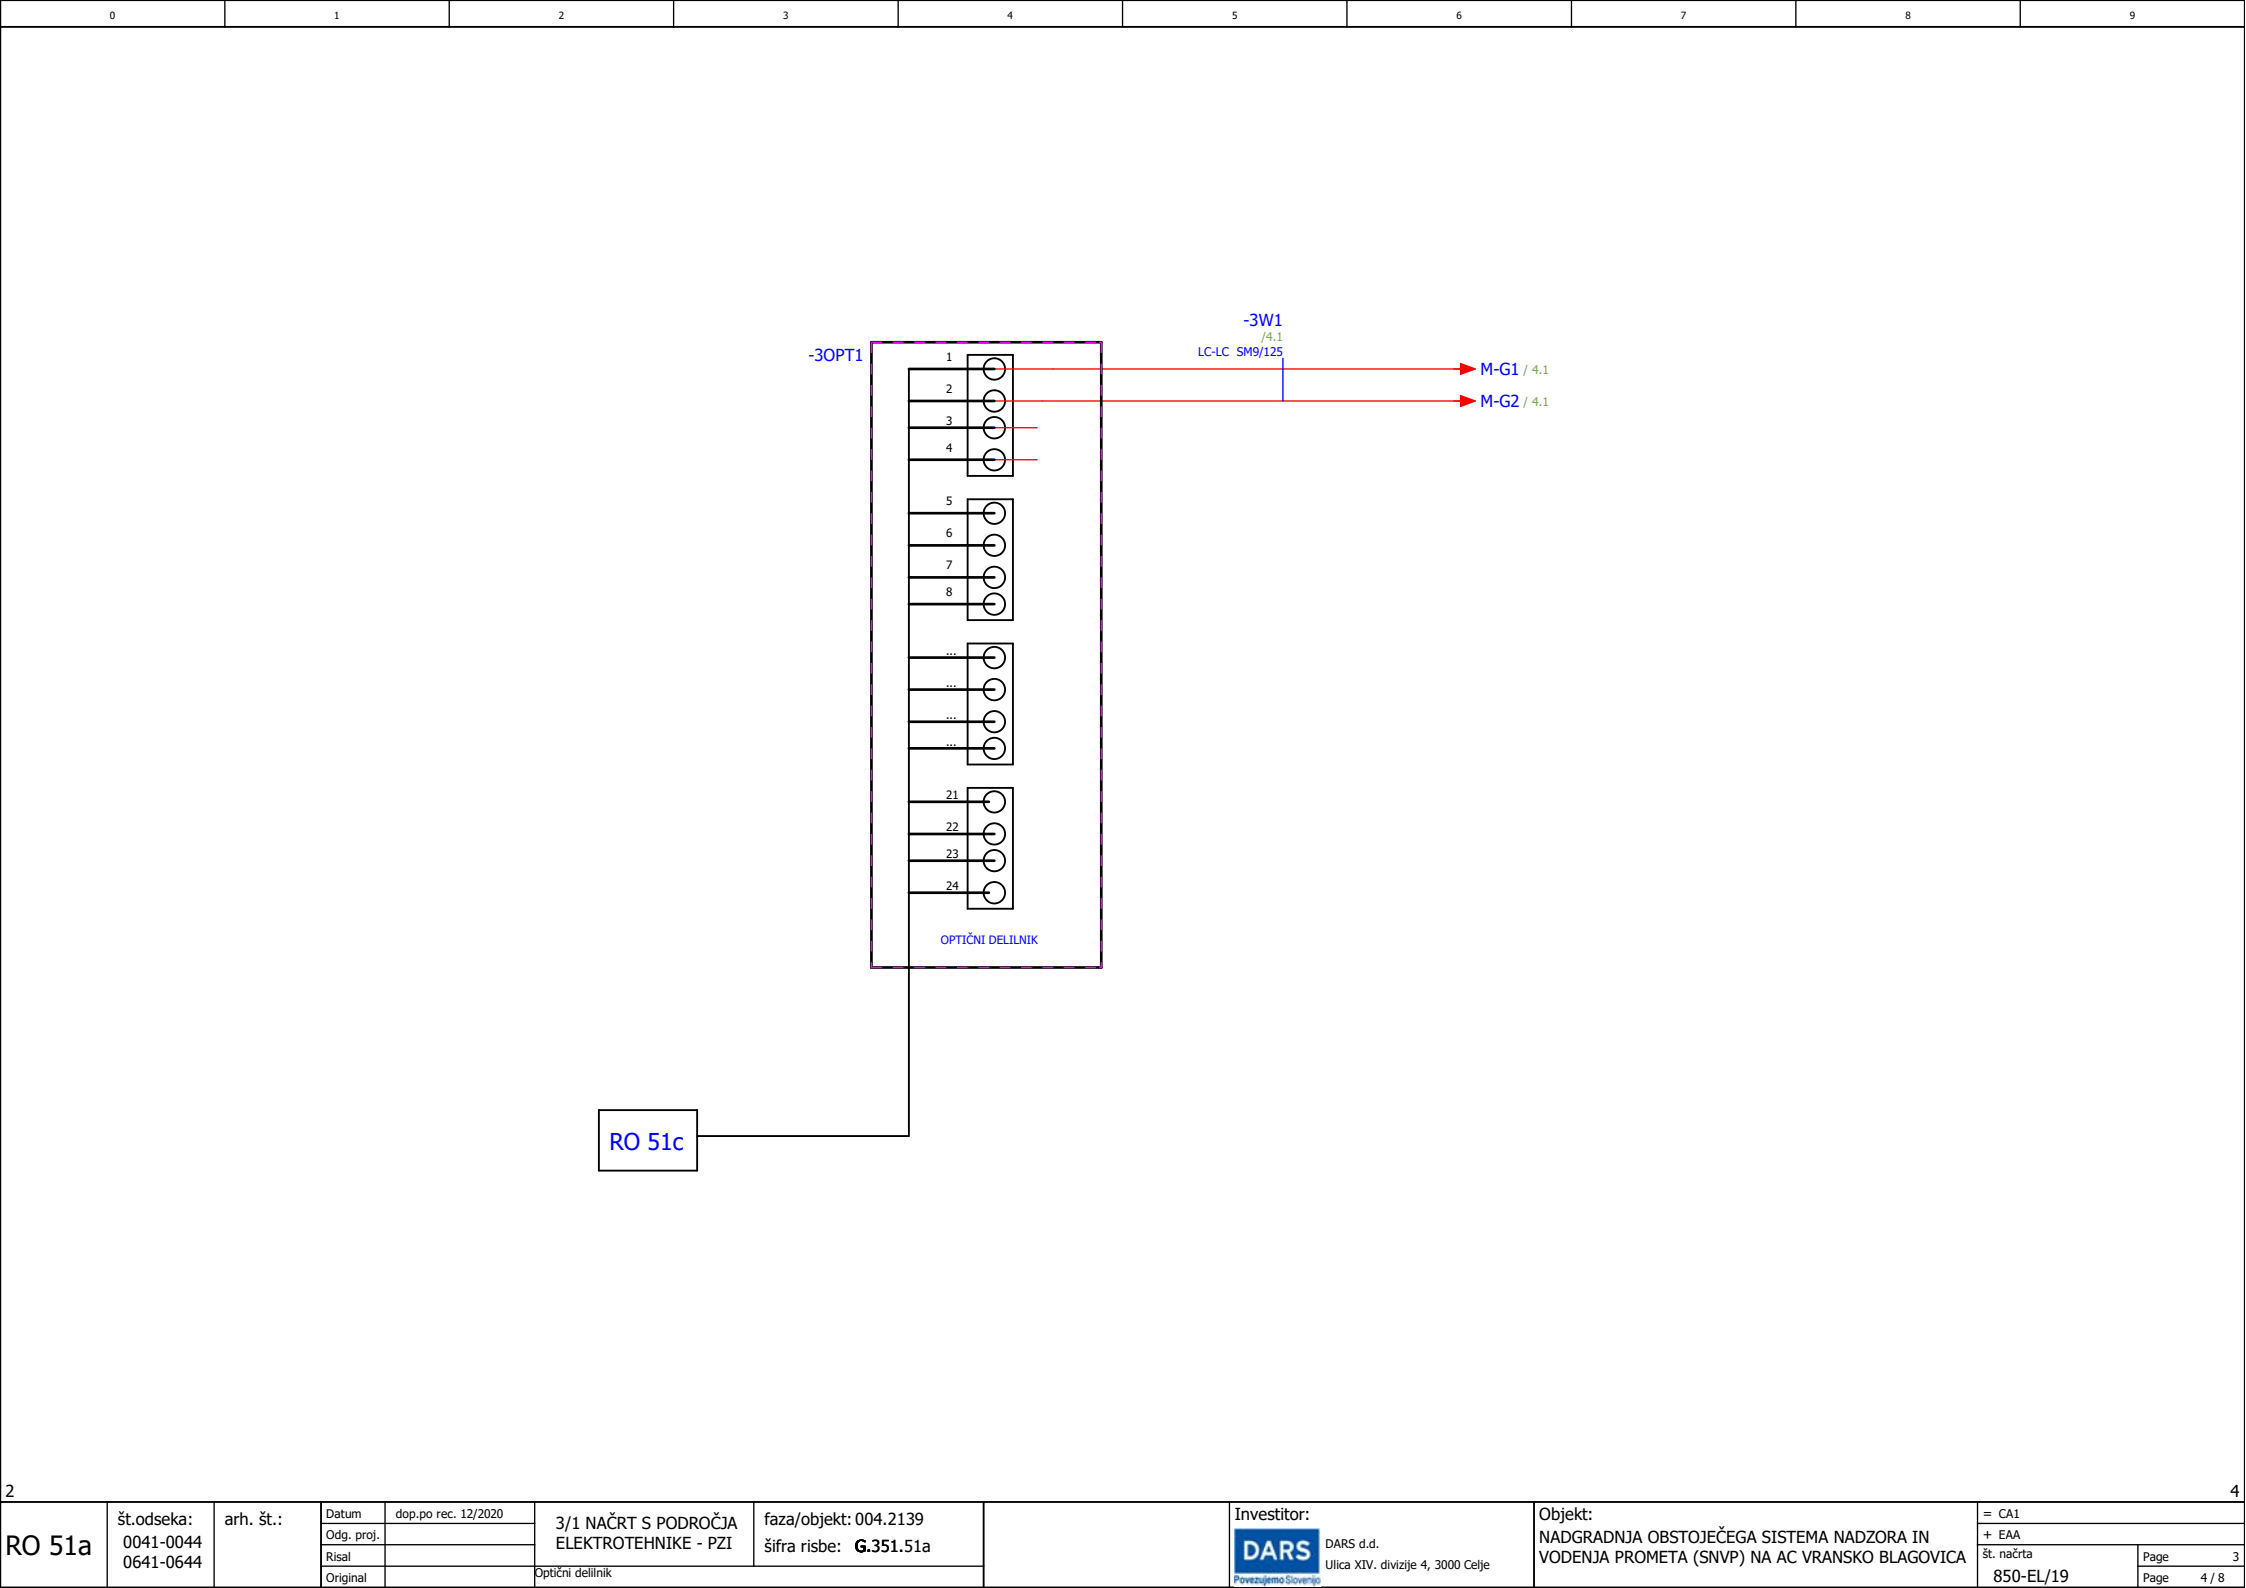 0 1 2 3 4 5 6 7 8 9
-3W1
/4.1
LC-LC SM9/125
-3OPT1
1
M-G1 / 4.1
2
M-G2 / 4.1
3
4
5
6
7
8
...
...
...
...
21
22
23
24
OPTIČNI DELILNIK
RO 51c
2
4
RO 51a
št.odseka:
0041-0044
0641-0644
arh. št.:
Datum dop.po rec. 12/2020
Odg. proj.
Risal
Original
3/1 NAČRT S PODROČJA
ELEKTROTEHNIKE - PZI
Optični delilnik
faza/objekt: 004.2139
šifra risbe: G.351.51a
Investitor:
DARS
Povezujemo Slovenijo
DARS d.d.
Ulica XIV. divizije 4, 3000 Celje
Objekt:
NADGRADNJA OBSTOJEČEGA SISTEMA NADZORA IN
VODENJA PROMETA (SNVP) NA AC VRANSKO BLAGOVICA
= CA1
+ EAA
št. načrta
850-EL/19
Page 3
Page 4 / 8